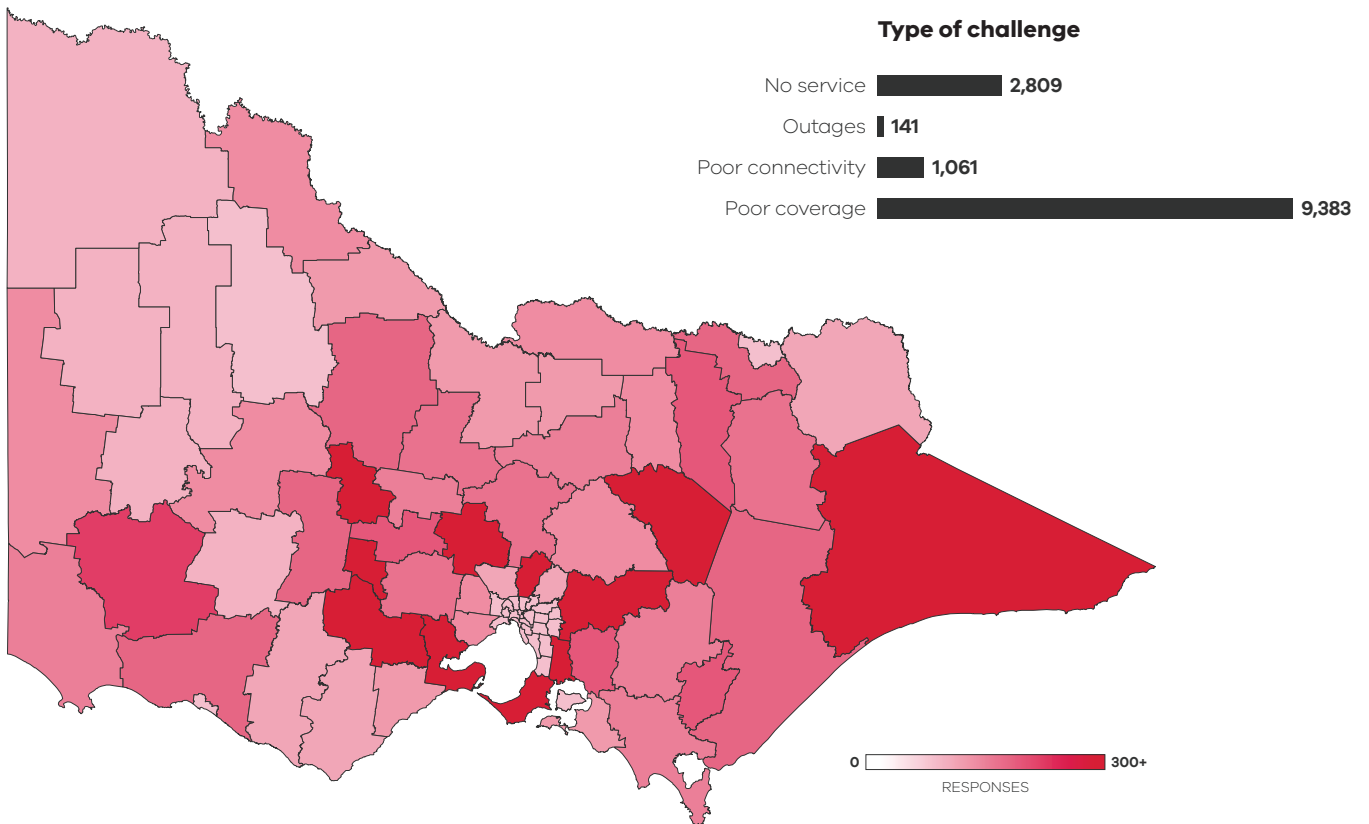 Type of challenge
No service 2,809
Outages 141
Poor connectivity 1,061
Poor coverage 9,383
0 300+
RESPONSES